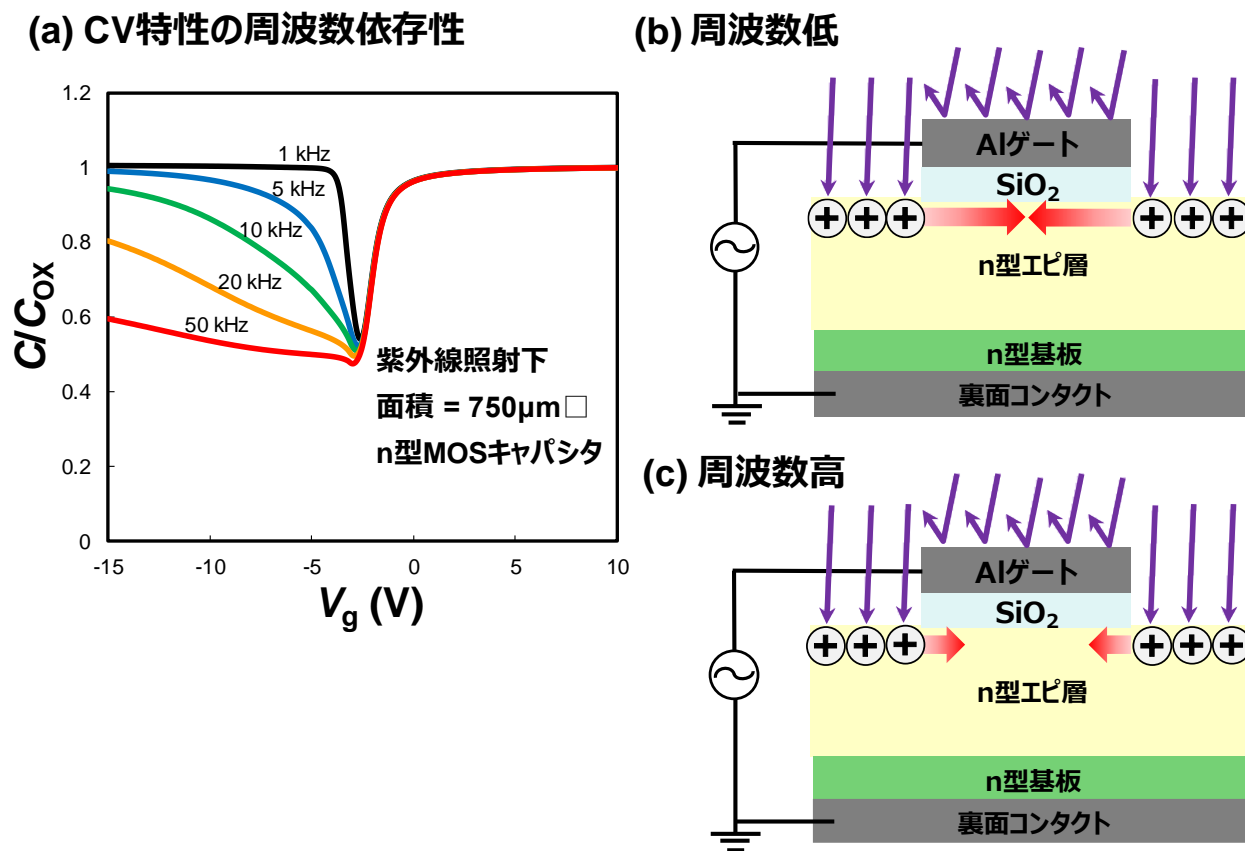 (a) CV特性の周波数依存性
1.2
1
0.8
0.6
0.4
0.2
0
C/COX
1 kHz
5 kHz
10 kHz
20 kHz
50 kHz
紫外線照射下
面積 = 750µm□
n型MOSキャパシタ
-15
-10
-5
0
5
10
Vg (V)
(b) 周波数低
Alゲート
SiO2
+ + + + + +
n型エピ層
n型基板
裏面コンタクト
(c) 周波数高
Alゲート
SiO2
+ + + + + +
n型エピ層
n型基板
裏面コンタクト